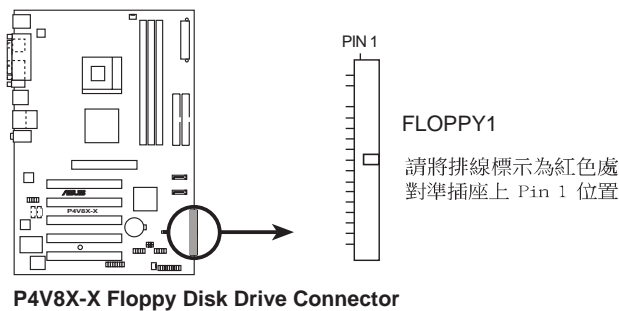 PIN 1
FLOPPY1
請將排線標示為紅色處
對準插座上 Pin 1 位置
ASUS
P4V8X-X
P4V8X-X Floppy Disk Drive Connector